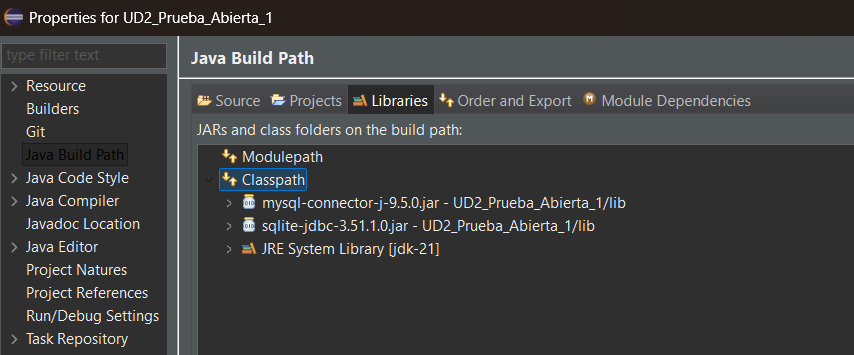 Properties for UD2_Prueba_Abierta_1
type filter text
Resource
Builders
Git
Java Build Path
Java Code Style
Java Compiler
Javadoc Location
Java Editor
Project Natures
Project References
Run/Debug Settings
Task Repository
Java Build Path
Source Projects Libraries Order and Export Module Dependencies
JARs and class folders on the build path:
Modulepath
Classpath
mysql-connector-j-9.5.0.jar - UD2_Prueba_Abierta_1/lib
sqlite-jdbc-3.51.1.0.jar - UD2_Prueba_Abierta_1/lib
JRE System Library [jdk-21]